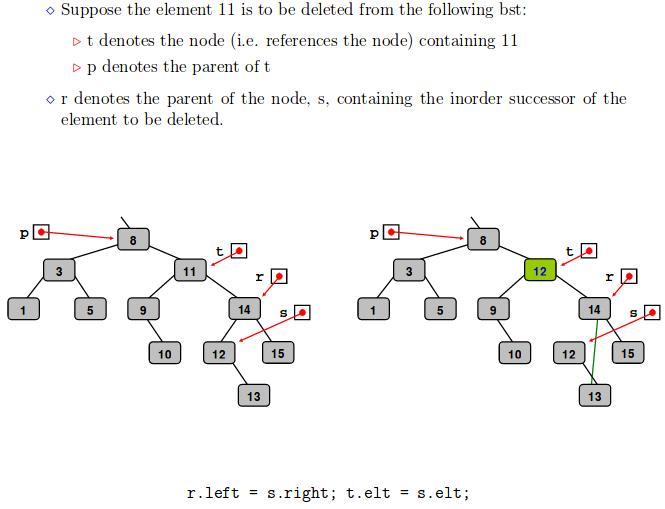 ⋄ Suppose the element 11 is to be deleted from the following bst:
▷ t denotes the node (i.e. references the node) containing 11
▷ p denotes the parent of t
⋄ r denotes the parent of the node, s, containing the inorder successor of the
element to be deleted.
p 8 p 8
t t
3 11 r 3 12 r
1 5 9 14 s 1 5 9 14 s
10 12 15 10 12 15
13 13
r.left = s.right; t.elt = s.elt;